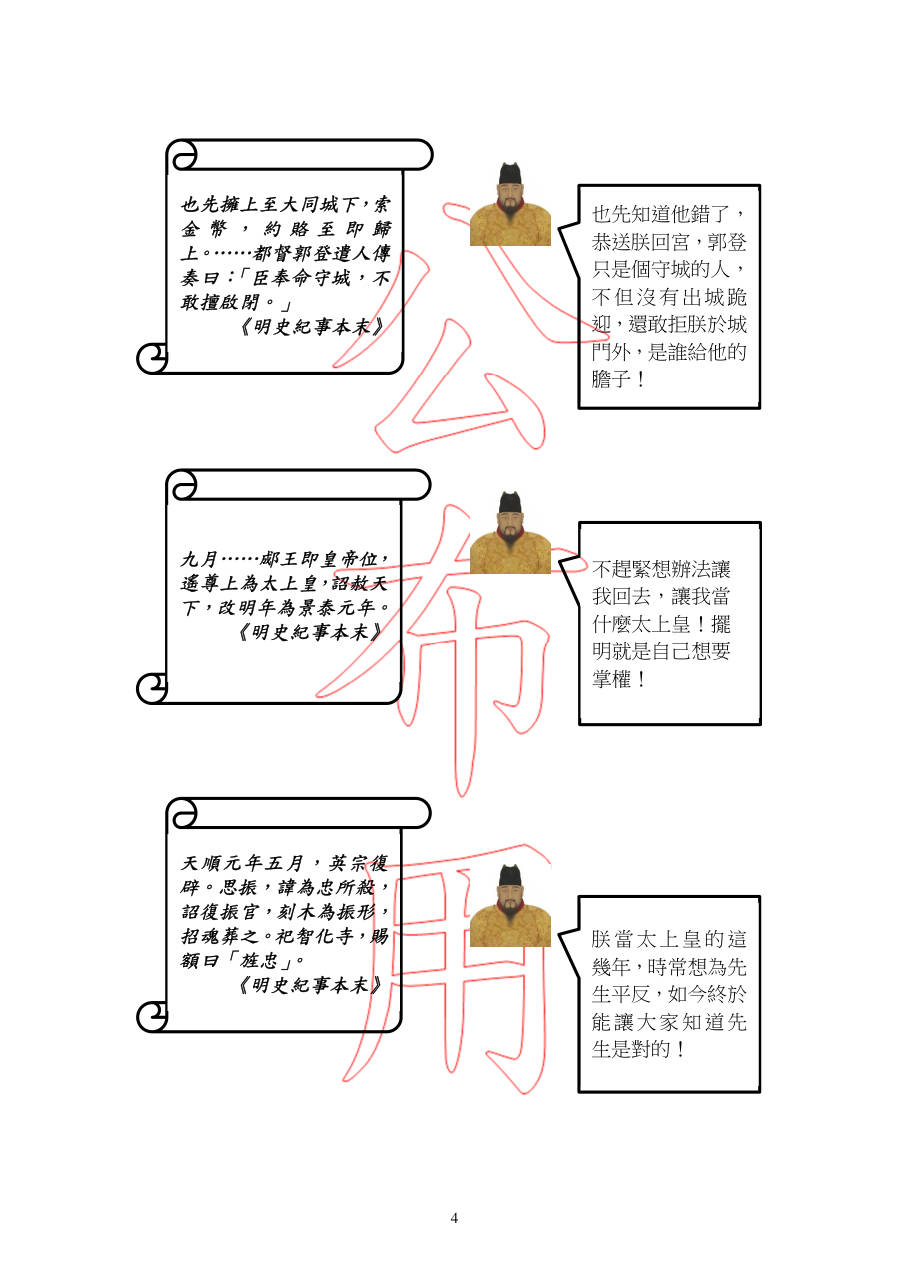 也先擁上至大同城下，索
金幣，約賂至即歸
上。……都督郭登遣人傳
奏曰：「臣奉命守城，不
敢擅啟閉。」
《明史紀事本末》
也先知道他錯了，
恭送朕回宮，郭登
只是個守城的人，
不但沒有出城跪
迎，還敢拒朕於城
門外，是誰給他的
膽子！
九月……郕王即皇帝位，
遙尊上為太上皇，詔赦天
下，改明年為景泰元年。
《明史紀事本末》
不趕緊想辦法讓
我回去，讓我當
什麼太上皇！擺
明就是自己想要
掌權！
天順元年五月，英宗復
辟。思振，諱為忠所殺，
詔復振官，刻木為振形，
招魂葬之。祀智化寺，賜
額曰「旌忠」。
《明史紀事本末》
朕當太上皇的這
幾年，時常想為先
生平反，如今終於
能讓大家知道先
生是對的！
公布用
4